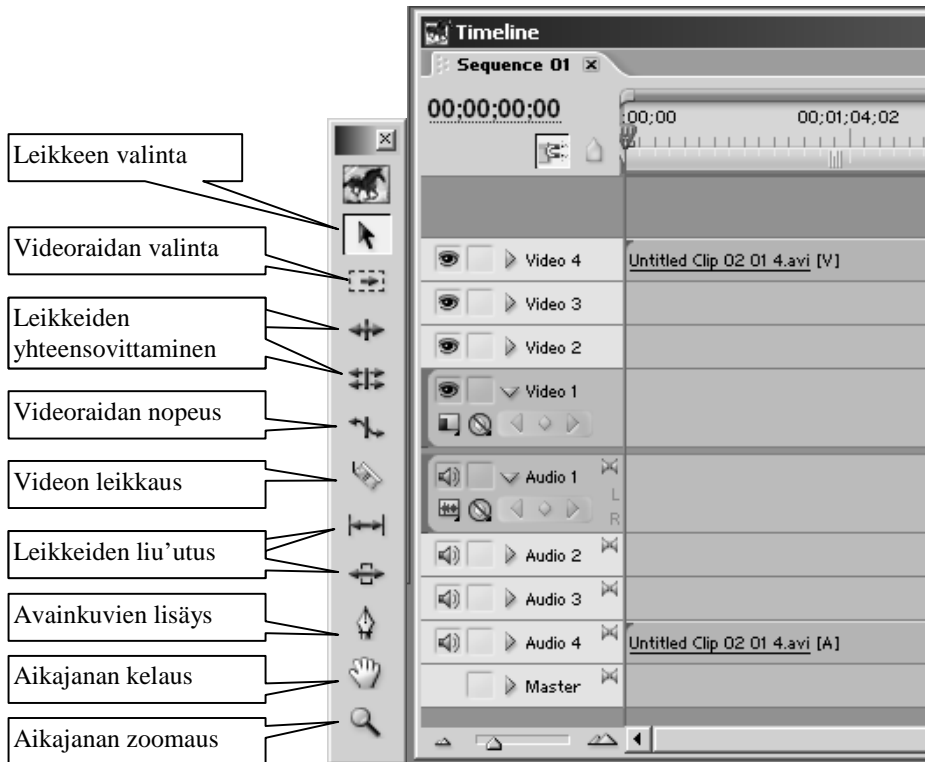 Leikkeen valinta
Videoraidan valinta
Leikkeiden
yhteensovittaminen
Videoraidan nopeus
Videon leikkaus
Leikkeiden liu’utus
Avainkuvien lisäys
Aikajanan kelaus
Aikajanan zoomaus
Timeline
Sequence 01
00;00;00;00
:00;00 00;01;04;02
Video 4 Untitled Clip 02 01 4.avi [V]
Video 3
Video 2
Video 1
Audio 1
L
R
Audio 2
Audio 3
Audio 4 Untitled Clip 02 01 4.avi [A]
Master